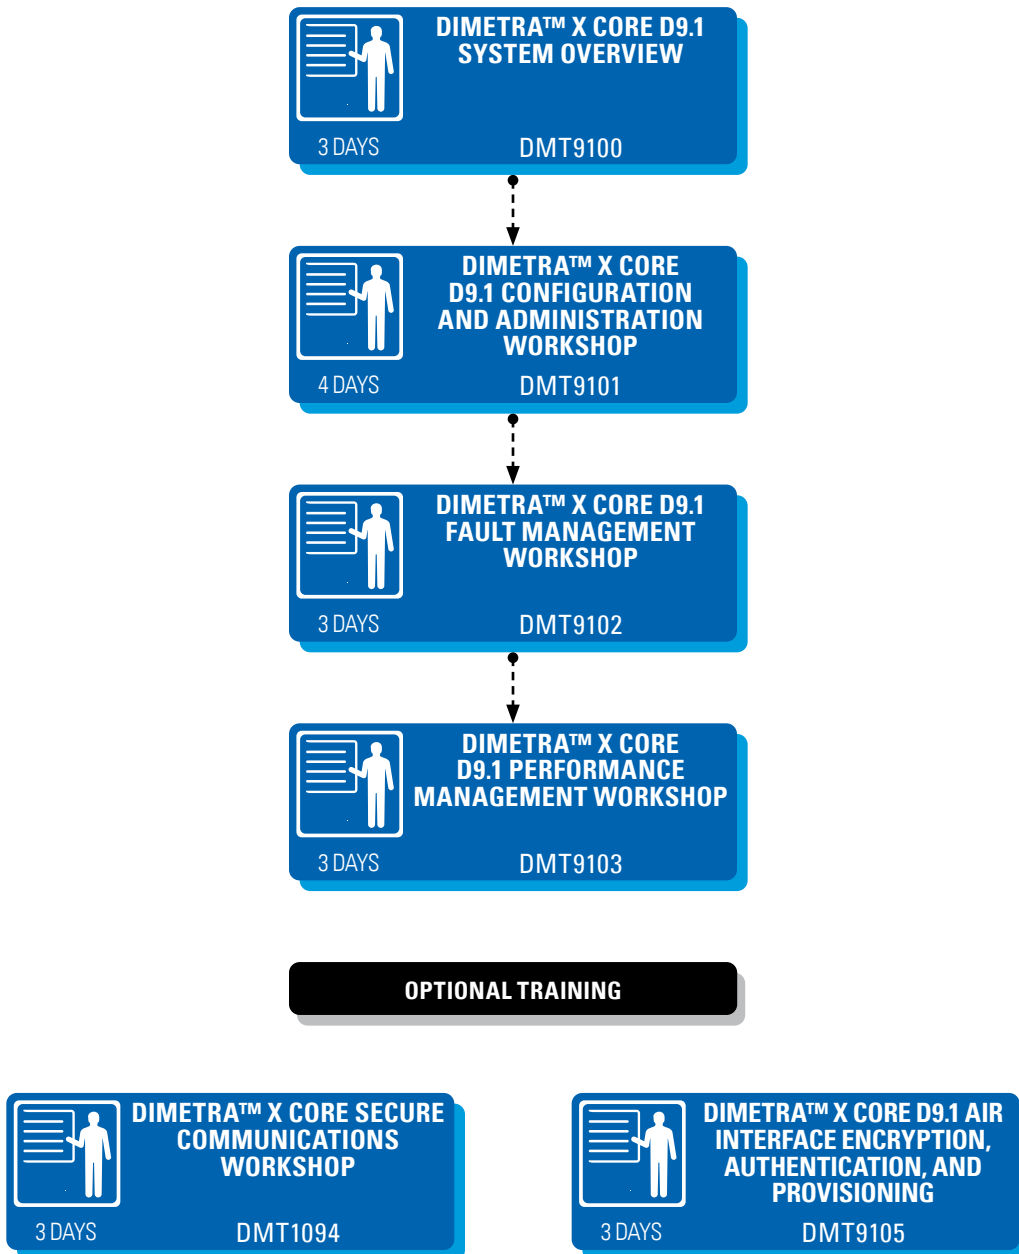 DIMETRA™ X CORE D9.1
SYSTEM OVERVIEW
3 DAYS
DMT9100
DIMETRA™ X CORE
D9.1 CONFIGURATION
AND ADMINISTRATION
WORKSHOP
4 DAYS
DMT9101
DIMETRA™ X CORE D9.1
FAULT MANAGEMENT
WORKSHOP
3 DAYS
DMT9102
DIMETRA™ X CORE
D9.1 PERFORMANCE
MANAGEMENT WORKSHOP
3 DAYS
DMT9103
OPTIONAL TRAINING
DIMETRA™ X CORE SECURE
COMMUNICATIONS
WORKSHOP
3 DAYS
DMT1094
DIMETRA™ X CORE D9.1 AIR
INTERFACE ENCRYPTION,
AUTHENTICATION, AND
PROVISIONING
3 DAYS
DMT9105